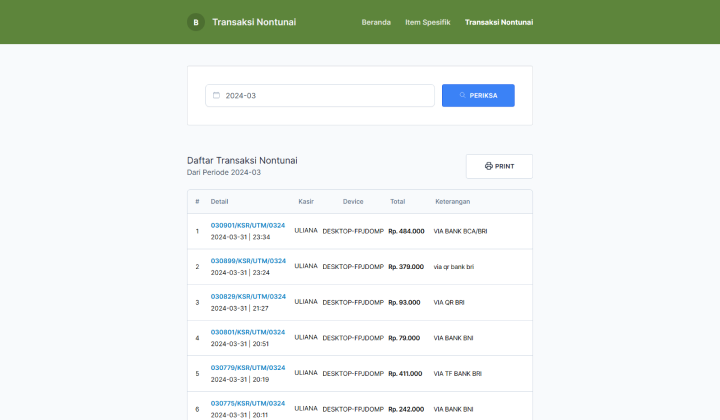 B Transaksi Nontunai Beranda Item Spesifik Transaksi Nontunai
2024-03 PERIKSA
Daftar Transaksi Nontunai
Dari Periode 2024-03
PRINT
# Detail Kasir Device Total Keterangan
1 030901/KSR/UTM/0324 ULIANA DESKTOP-FPJDOMP Rp. 484.000 VIA BANK BCA/BRI
2024-03-31 | 23:34
2 030899/KSR/UTM/0324 ULIANA DESKTOP-FPJDOMP Rp. 379.000 via qr bank bri
2024-03-31 | 23:24
3 030829/KSR/UTM/0324 ULIANA DESKTOP-FPJDOMP Rp. 93.000 VIA QR BRI
2024-03-31 | 21:27
4 030801/KSR/UTM/0324 ULIANA DESKTOP-FPJDOMP Rp. 79.000 VIA BANK BNI
2024-03-31 | 20:51
5 030779/KSR/UTM/0324 ULIANA DESKTOP-FPJDOMP Rp. 411.000 VIA TF BANK BRI
2024-03-31 | 20:19
6 030775/KSR/UTM/0324 ULIANA DESKTOP-FPJDOMP Rp. 242.000 VIA BANK BNI
2024-03-31 | 20:11